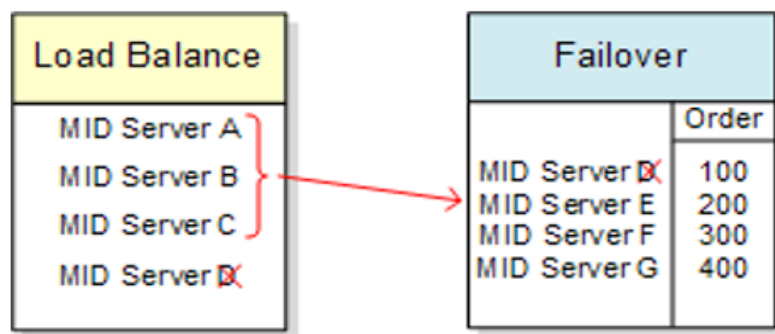 Load Balance
MID Server A
MID Server B
MID Server C
MID Server D
Failover
Order
MID Server D 100
MID Server E 200
MID Server F 300
MID Server G 400